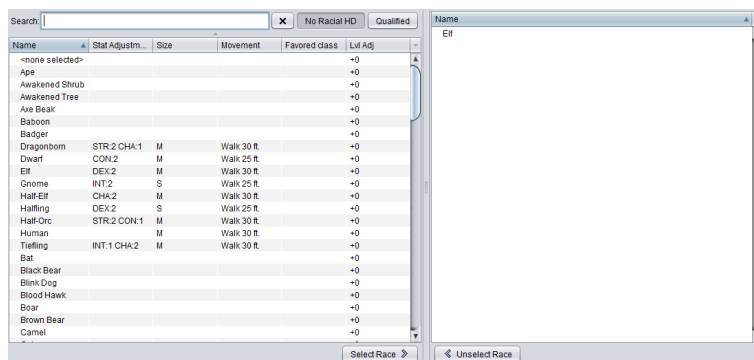 Search: No Racial HD Qualified
Name Stat Adjustm... Size Movement Favored class Lvl Adj
<none selected> +0
Ape +0
Awakened Shrub +0
Awakened Tree +0
Axe Beak +0
Baboon +0
Badger +0
Dragonborn STR:2 CHA:1 M Walk 30 ft. +0
Dwarf CON:2 M Walk 25 ft. +0
Elf DEX:2 M Walk 30 ft. +0
Gnome INT:2 S Walk 25 ft. +0
Half-Elf CHA:2 M Walk 30 ft. +0
Halfling DEX:2 S Walk 25 ft. +0
Half-Orc STR:2 CON:1 M Walk 30 ft. +0
Human M Walk 30 ft. +0
Tiefling INT:1 CHA:2 M Walk 30 ft. +0
Bat +0
Black Bear +0
Blink Dog +0
Blood Hawk +0
Boar +0
Brown Bear +0
Camel +0
Select Race
Name
Elf
Unselect Race